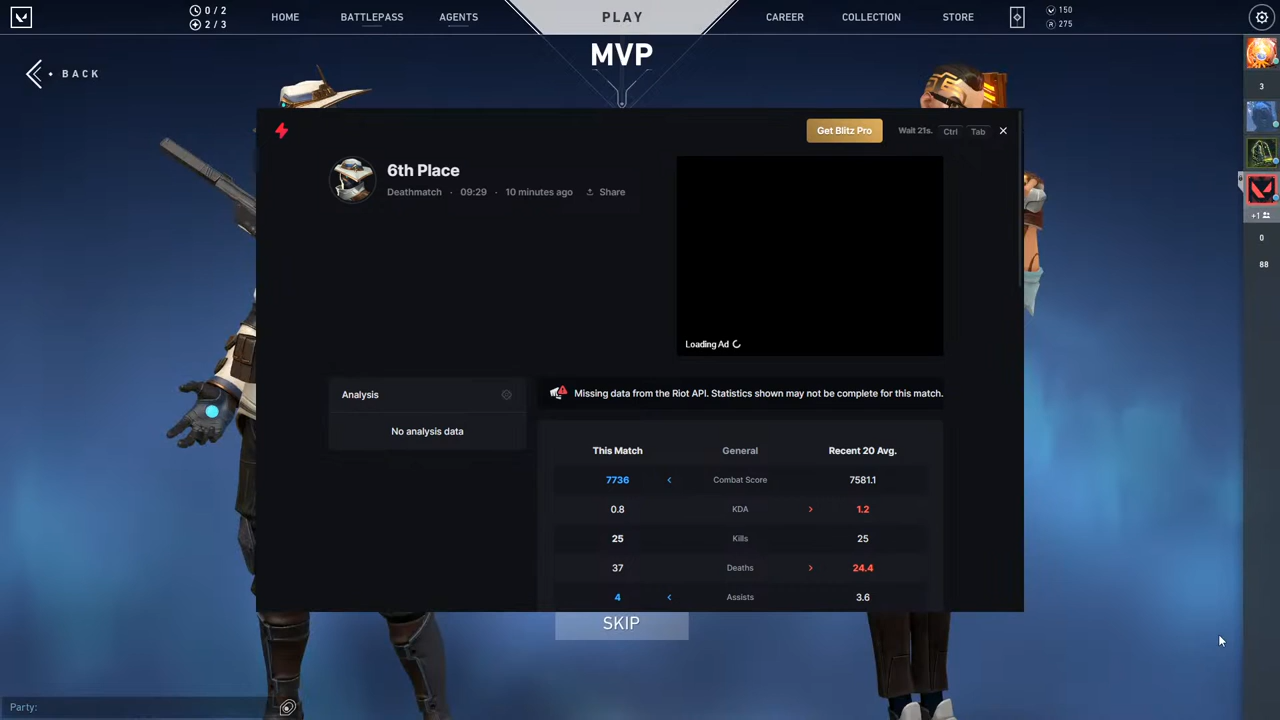 0 / 2
2 / 3
HOME
BATTLEPASS
AGENTS
PLAY
CAREER
COLLECTION
STORE
150
275
MVP
BACK
Get Blitz Pro
Wait 21s.
Ctrl
Tab
6th Place
Deathmatch · 09:29 · 10 minutes ago
Share
Loading Ad
Analysis
No analysis data
Missing data from the Riot API. Statistics shown may not be complete for this match.
This Match General Recent 20 Avg.
7736 Combat Score 7581.1
0.8 KDA 1.2
25 Kills 25
37 Deaths 24.4
4 Assists 3.6
SKIP
3
+1
0
88
Party: